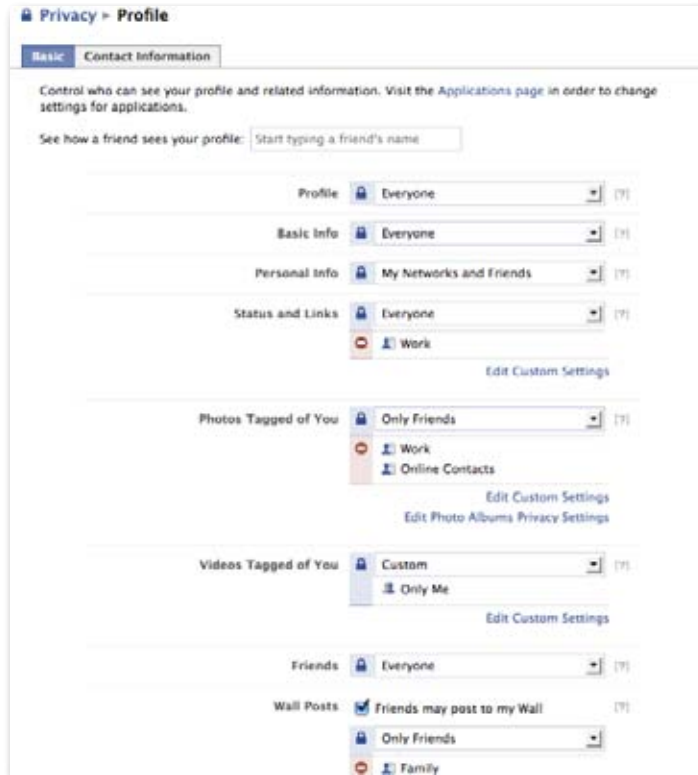 Privacy ▸ Profile
Basic Contact Information
Control who can see your profile and related information. Visit the Applications page in order to change
settings for applications.
See how a friend sees your profile: Start typing a friend's name
Profile Everyone [?]
Basic Info Everyone [?]
Personal Info My Networks and Friends [?]
Status and Links Everyone [?]
Work
Edit Custom Settings
Photos Tagged of You Only Friends [?]
Work
Online Contacts
Edit Custom Settings
Edit Photo Albums Privacy Settings
Videos Tagged of You Custom [?]
Only Me
Edit Custom Settings
Friends Everyone [?]
Wall Posts Friends may post to my Wall [?]
Only Friends
Family